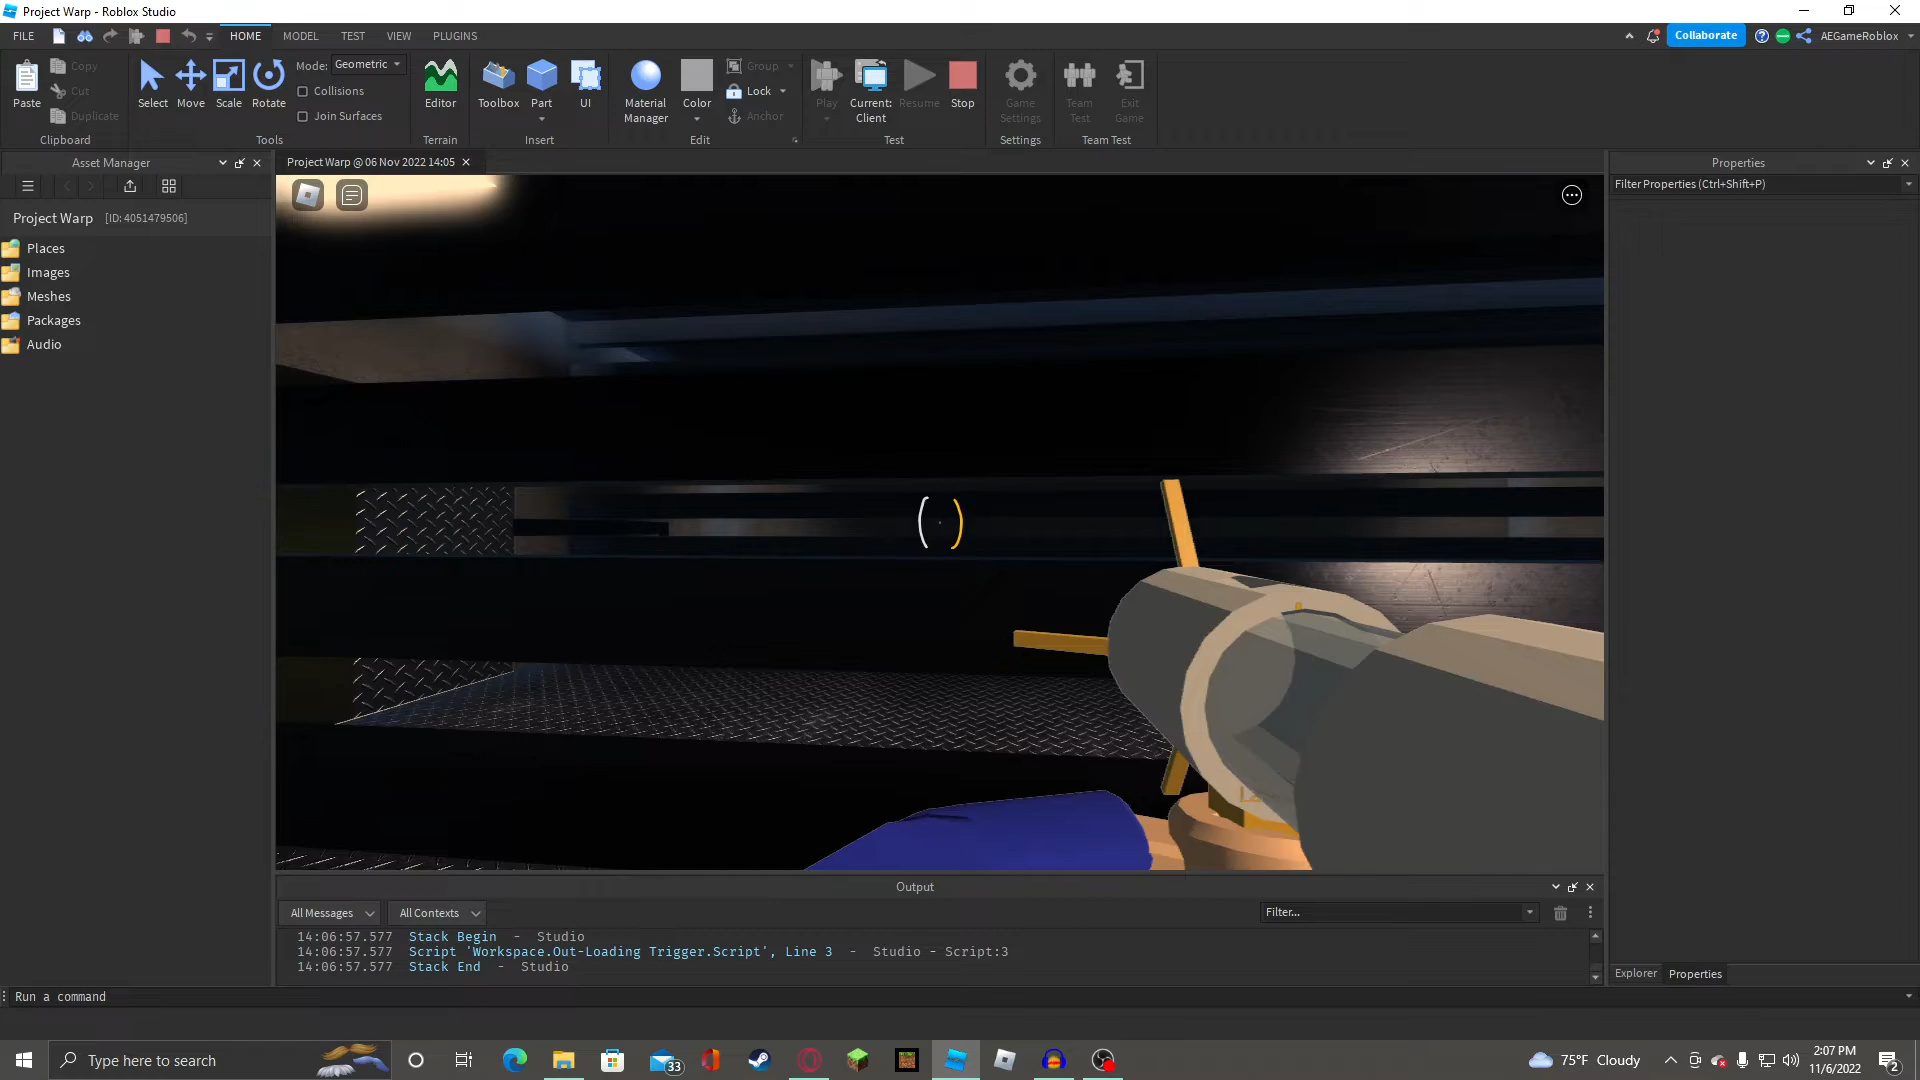 Project Warp - Roblox Studio
FILE HOME MODEL TEST VIEW PLUGINS Collaborate AEGameRoblox
Paste Copy Cut Duplicate Clipboard
Select Move Scale Rotate Mode: Geometric Collisions Join Surfaces Tools
Editor Terrain
Toolbox Part UI Insert
Material Manager Color Group Lock Anchor Edit
Play Current: Client Resume Stop Test
Game Settings Settings
Team Test Exit Game Team Test
Asset Manager
Project Warp @ 06 Nov 2022 14:05
Properties
Filter Properties (Ctrl+Shift+P)
Project Warp [ID: 4051479506]
Places
Images
Meshes
Packages
Audio
Output
All Messages All Contexts Filter...
14:06:57.577 Stack Begin - Studio
14:06:57.577 Script 'Workspace.Out-Loading Trigger.Script', Line 3 - Studio - Script:3
14:06:57.577 Stack End - Studio
Explorer Properties
Run a command
Type here to search
33
75°F Cloudy
2:07 PM
11/6/2022
2